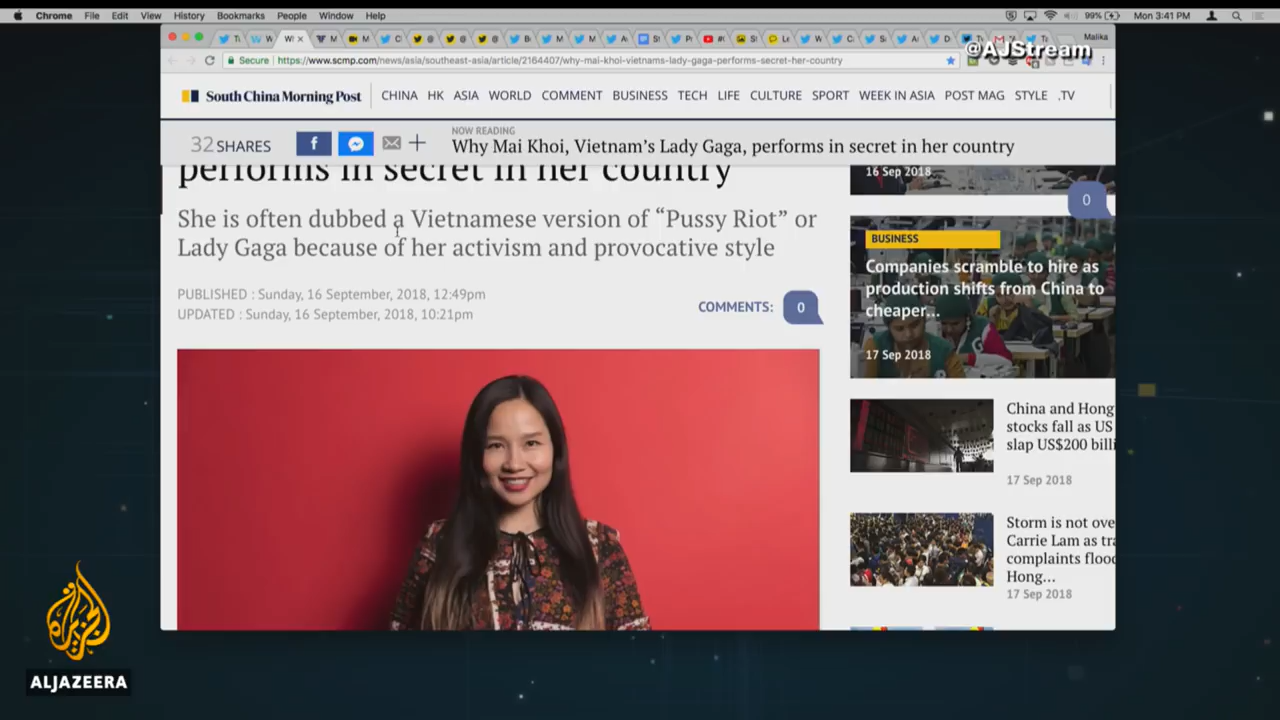 Chrome File Edit View History Bookmarks People Window Help
99% Mon 3:41 PM
Malika
@AJStream
Secure https://www.scmp.com/news/asia/southeast-asia/article/2164407/why-mai-khoi-vietnams-lady-gaga-performs-secret-her-country
South China Morning Post CHINA HK ASIA WORLD COMMENT BUSINESS TECH LIFE CULTURE SPORT WEEK IN ASIA POST MAG STYLE .TV
32 SHARES
NOW READING
Why Mai Khoi, Vietnam's Lady Gaga, performs in secret in her country
performs in secret in her country
She is often dubbed a Vietnamese version of “Pussy Riot” or
Lady Gaga because of her activism and provocative style
PUBLISHED : Sunday, 16 September, 2018, 12:49pm
UPDATED : Sunday, 16 September, 2018, 10:21pm
COMMENTS: 0
16 Sep 2018
0
BUSINESS
Companies scramble to hire as
production shifts from China to
cheaper...
17 Sep 2018
China and Hong
stocks fall as US
slap US$200 billi
17 Sep 2018
Storm is not ove
Carrie Lam as tra
complaints flood
Hong...
17 Sep 2018
الجزيرة
ALJAZEERA